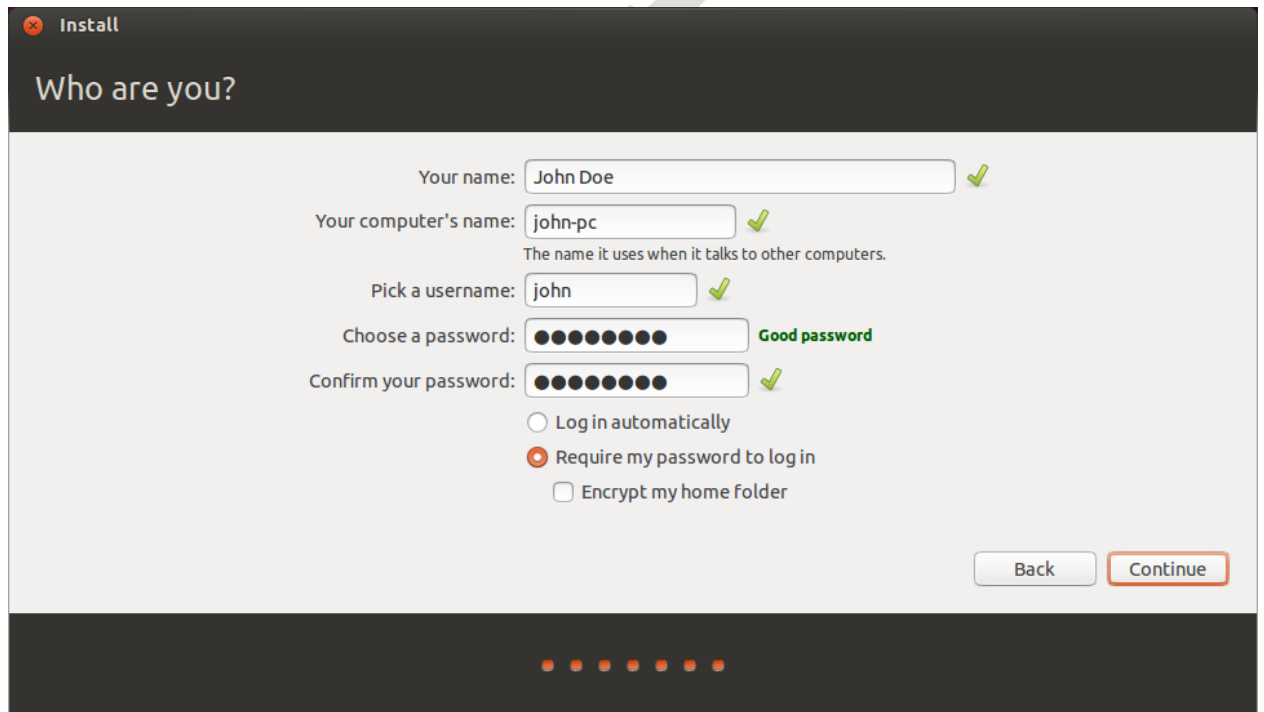 Install
Who are you?
Your name: John Doe
Your computer's name: john-pc
The name it uses when it talks to other computers.
Pick a username: john
Choose a password: ●●●●●●●● Good password
Confirm your password: ●●●●●●●●
Log in automatically
Require my password to log in
Encrypt my home folder
Back Continue